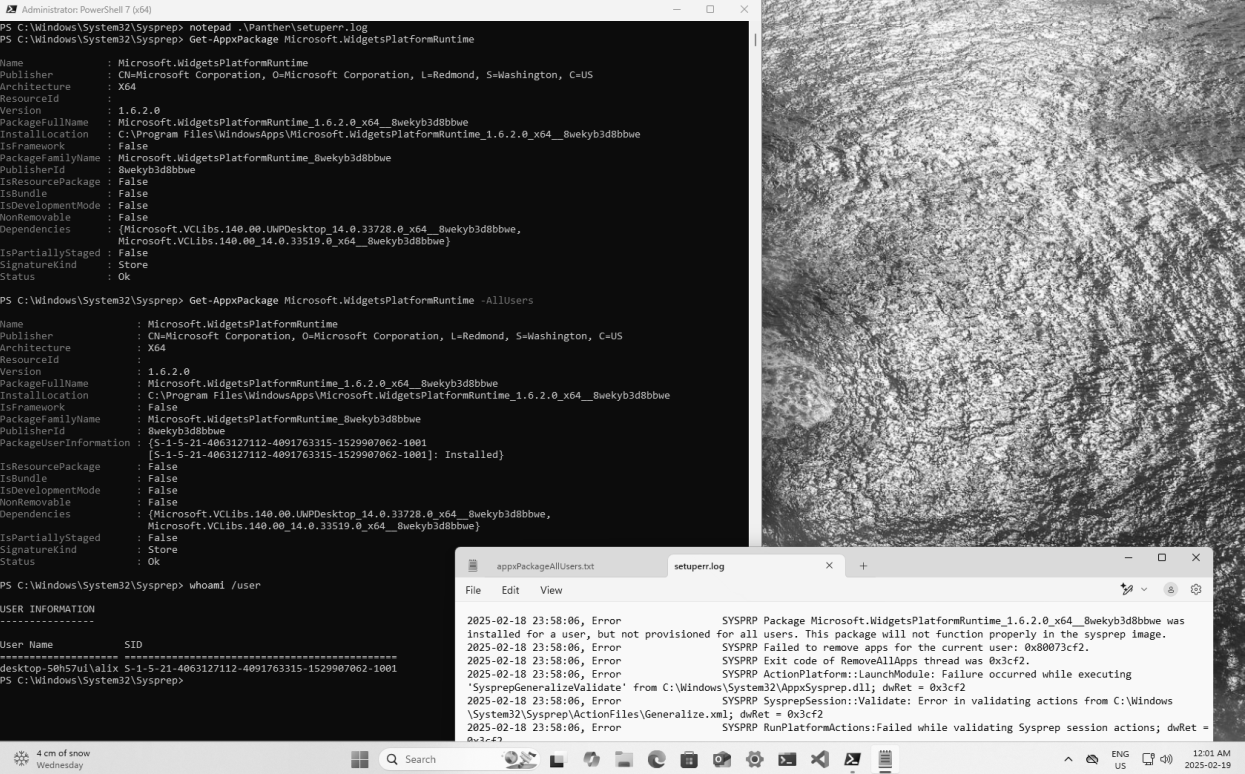 Administrator: PowerShell 7 (x64)
PS C:\Windows\System32\Sysprep> notepad .\Panther\setuperr.log
PS C:\Windows\System32\Sysprep> Get-AppxPackage Microsoft.WidgetsPlatformRuntime
Name : Microsoft.WidgetsPlatformRuntime
Publisher : CN=Microsoft Corporation, O=Microsoft Corporation, L=Redmond, S=Washington, C=US
Architecture : X64
ResourceId :
Version : 1.6.2.0
PackageFullName : Microsoft.WidgetsPlatformRuntime_1.6.2.0_x64__8wekyb3d8bbwe
InstallLocation : C:\Program Files\WindowsApps\Microsoft.WidgetsPlatformRuntime_1.6.2.0_x64__8wekyb3d8bbwe
IsFramework : False
PackageFamilyName : Microsoft.WidgetsPlatformRuntime_8wekyb3d8bbwe
PublisherId : 8wekyb3d8bbwe
IsResourcePackage : False
IsBundle : False
IsDevelopmentMode : False
NonRemovable : False
Dependencies : {Microsoft.VCLibs.140.00.UWPDesktop_14.0.33728.0_x64__8wekyb3d8bbwe,
Microsoft.VCLibs.140.00_14.0.33519.0_x64__8wekyb3d8bbwe}
IsPartiallyStaged : False
SignatureKind : Store
Status : Ok
PS C:\Windows\System32\Sysprep> Get-AppxPackage Microsoft.WidgetsPlatformRuntime -AllUsers
Name : Microsoft.WidgetsPlatformRuntime
Publisher : CN=Microsoft Corporation, O=Microsoft Corporation, L=Redmond, S=Washington, C=US
Architecture : X64
ResourceId :
Version : 1.6.2.0
PackageFullName : Microsoft.WidgetsPlatformRuntime_1.6.2.0_x64__8wekyb3d8bbwe
InstallLocation : C:\Program Files\WindowsApps\Microsoft.WidgetsPlatformRuntime_1.6.2.0_x64__8wekyb3d8bbwe
IsFramework : False
PackageFamilyName : Microsoft.WidgetsPlatformRuntime_8wekyb3d8bbwe
PublisherId : 8wekyb3d8bbwe
PackageUserInformation : {S-1-5-21-4063127112-4091763315-1529907062-1001
[S-1-5-21-4063127112-4091763315-1529907062-1001]: Installed}
IsResourcePackage : False
IsBundle : False
IsDevelopmentMode : False
NonRemovable : False
Dependencies : {Microsoft.VCLibs.140.00.UWPDesktop_14.0.33728.0_x64__8wekyb3d8bbwe,
Microsoft.VCLibs.140.00_14.0.33519.0_x64__8wekyb3d8bbwe}
IsPartiallyStaged : False
SignatureKind : Store
Status : Ok
PS C:\Windows\System32\Sysprep> whoami /user
USER INFORMATION
----------------
User Name SID
==================== ==============================================
desktop-50h57ui\alix S-1-5-21-4063127112-4091763315-1529907062-1001
PS C:\Windows\System32\Sysprep>
appxPackageAllUsers.txt
setuperr.log
File Edit View
2025-02-18 23:58:06, Error SYSPRP Package Microsoft.WidgetsPlatformRuntime_1.6.2.0_x64__8wekyb3d8bbwe was
installed for a user, but not provisioned for all users. This package will not function properly in the sysprep image.
2025-02-18 23:58:06, Error SYSPRP Failed to remove apps for the current user: 0x80073cf2.
2025-02-18 23:58:06, Error SYSPRP Exit code of RemoveAllApps thread was 0x3cf2.
2025-02-18 23:58:06, Error SYSPRP ActionPlatform::LaunchModule: Failure occurred while executing
'SysprepGeneralizeValidate' from C:\Windows\System32\AppxSysprep.dll; dwRet = 0x3cf2
2025-02-18 23:58:06, Error SYSPRP SysprepSession::Validate: Error in validating actions from C:\Windows
\System32\Sysprep\ActionFiles\Generalize.xml; dwRet = 0x3cf2
2025-02-18 23:58:06, Error SYSPRP RunPlatformActions:Failed while validating Sysprep session actions; dwRet =
0x3cf2
4 cm of snow
Wednesday
Search
ENG
US
12:01 AM
2025-02-19